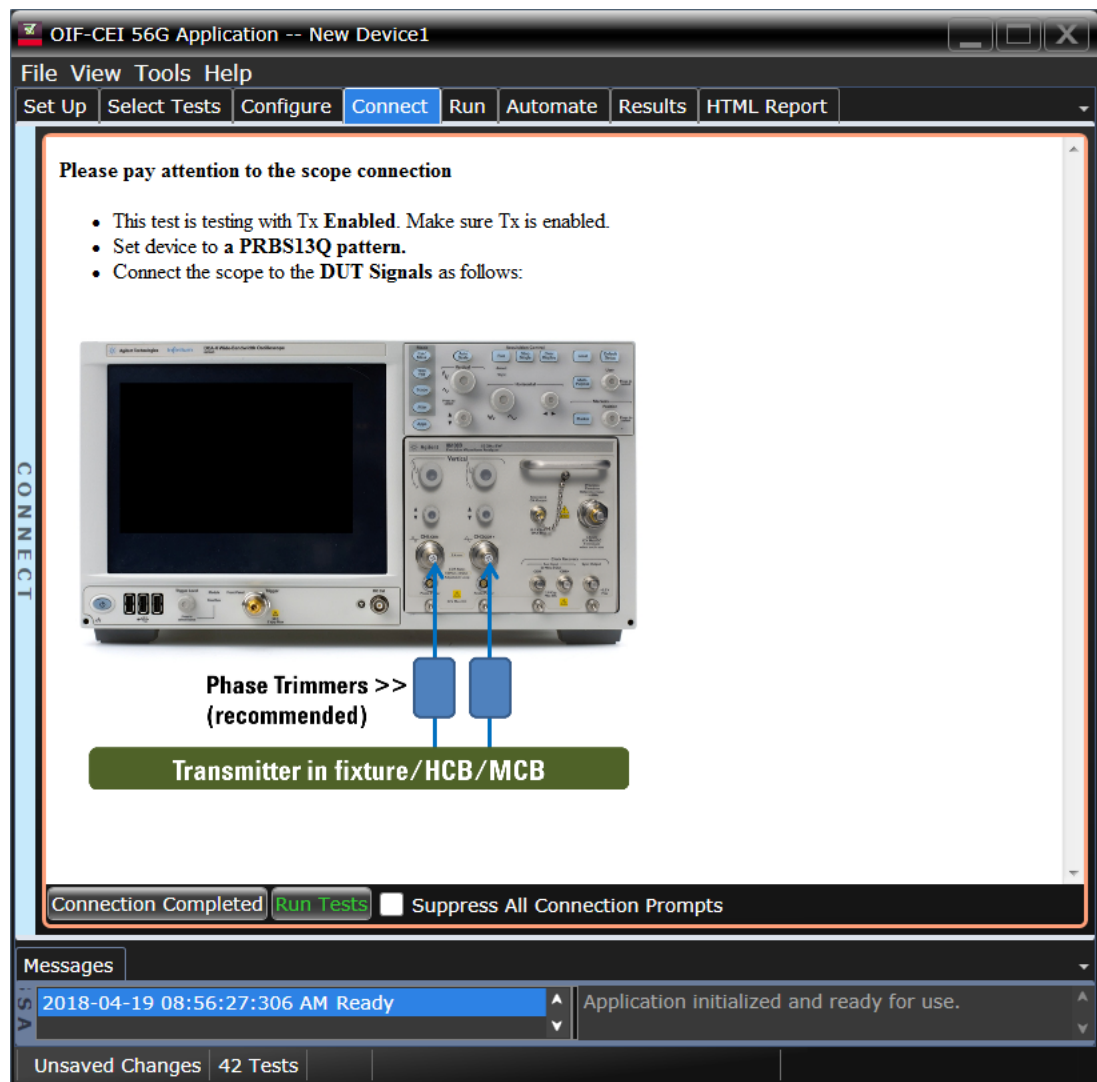 OIF-CEI 56G Application -- New Device1
File View Tools Help
Set Up Select Tests Configure Connect Run Automate Results HTML Report
Please pay attention to the scope connection
• This test is testing with Tx Enabled. Make sure Tx is enabled.
• Set device to a PRBS13Q pattern.
• Connect the scope to the DUT Signals as follows:
CONNECT
Agilent Technologies
Vertical
Phase Trimmers >>
(recommended)
Transmitter in fixture/HCB/MCB
Connection Completed Run Tests Suppress All Connection Prompts
Messages
2018-04-19 08:56:27:306 AM Ready
Application initialized and ready for use.
Unsaved Changes 42 Tests